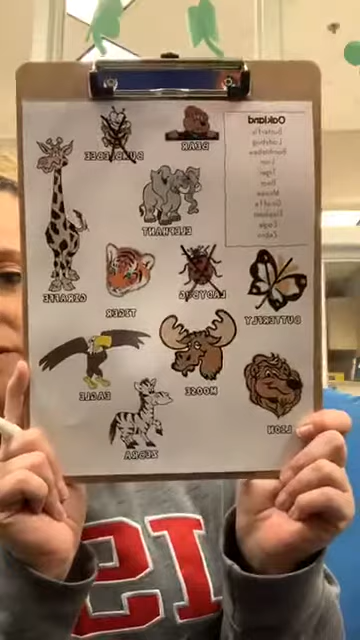 Oakland
Butterfly
Ladybug
Bumblebee
Lion
Tiger
Bear
Moose
Giraffe
Elephant
Eagle
Zebra
BUMBLEBEE
BEAR
ELEPHANT
GIRAFFE
TIGER
LADYBUG
BUTTERFLY
EAGLE
MOOSE
ZEBRA
LION